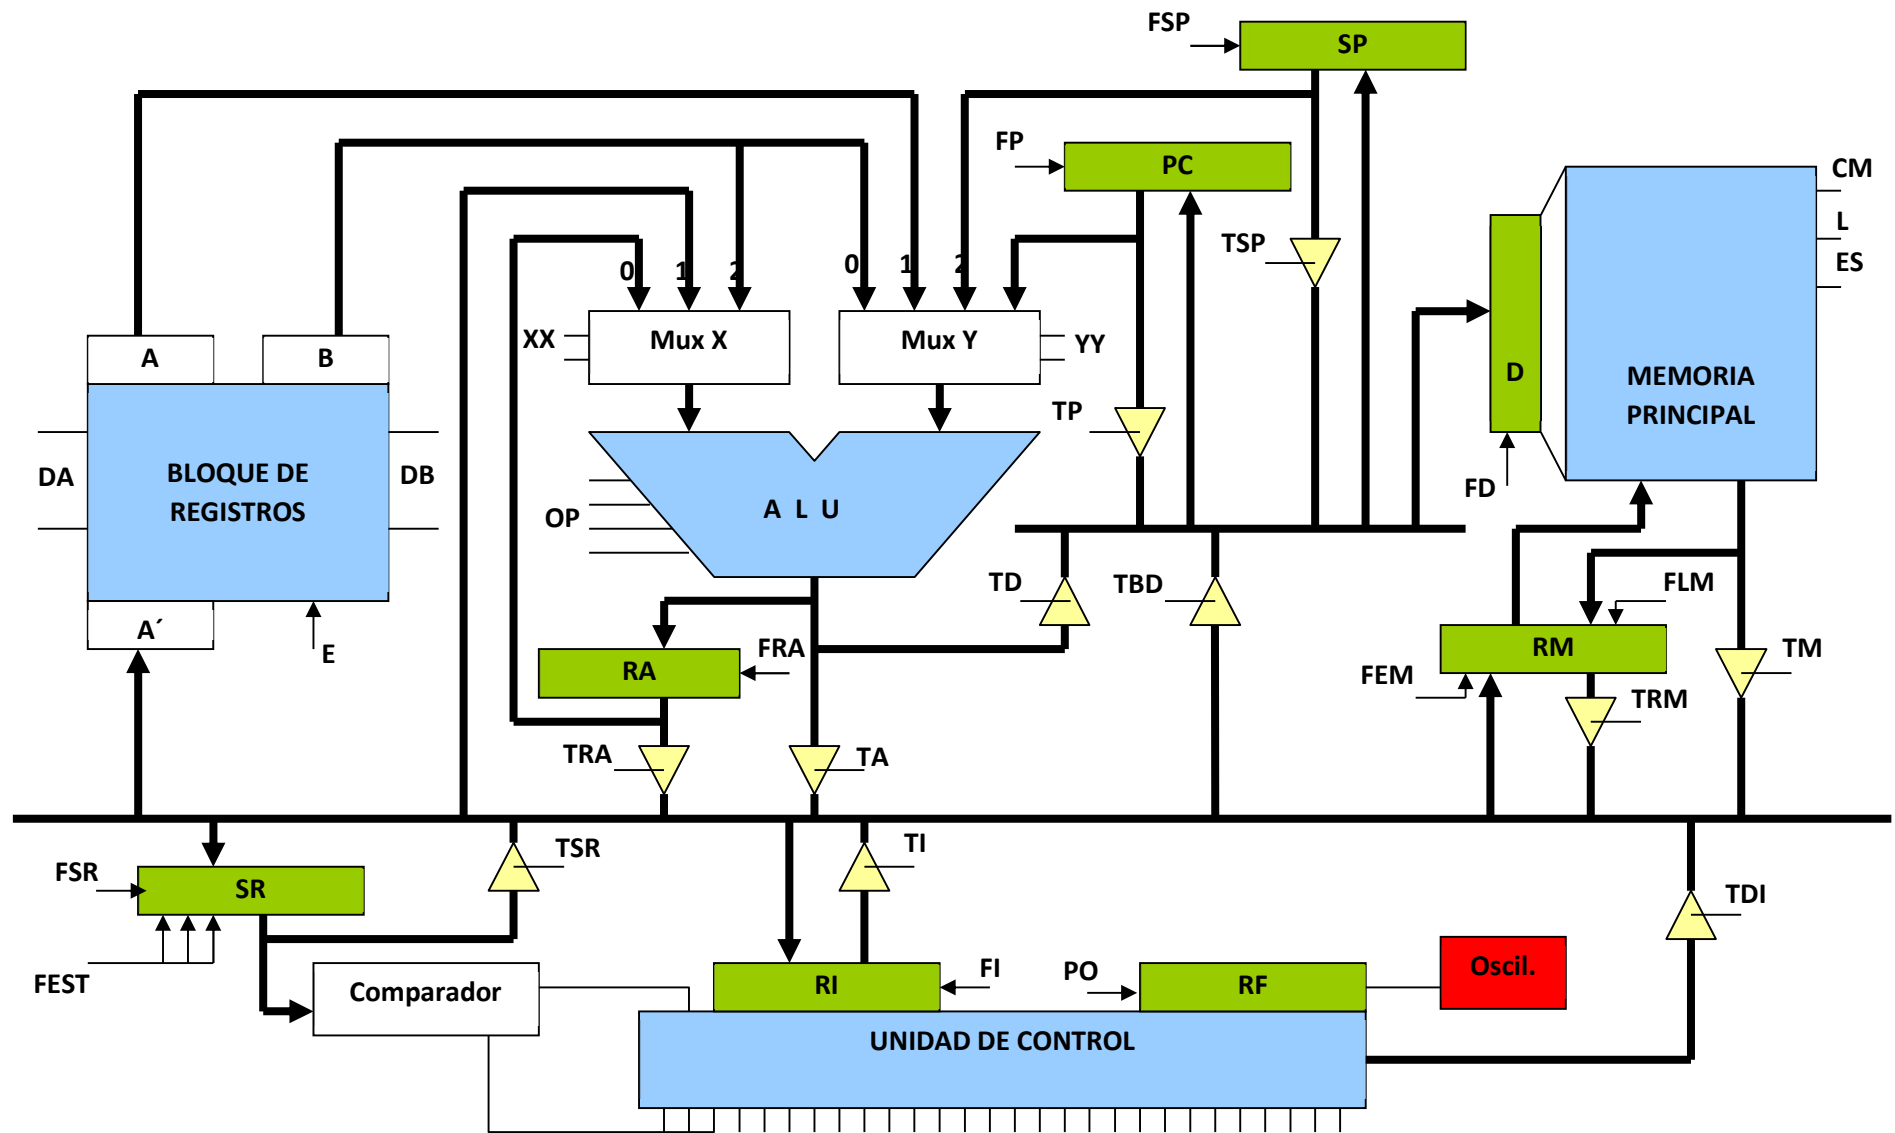 FSP
SP
FP
PC
CM
L
ES
TSP
0
1
2
0
1
2
XX
Mux X
Mux Y
YY
A
B
D
MEMORIA
PRINCIPAL
TP
DA
BLOQUE DE
REGISTROS
DB
OP
A L U
FD
TD
TBD
FLM
A´
E
RA
FRA
RM
TM
FEM
TRM
TRA
TA
FSR
SR
TSR
TI
TDI
FEST
Comparador
RI
FI
PO
RF
Oscil.
UNIDAD DE CONTROL